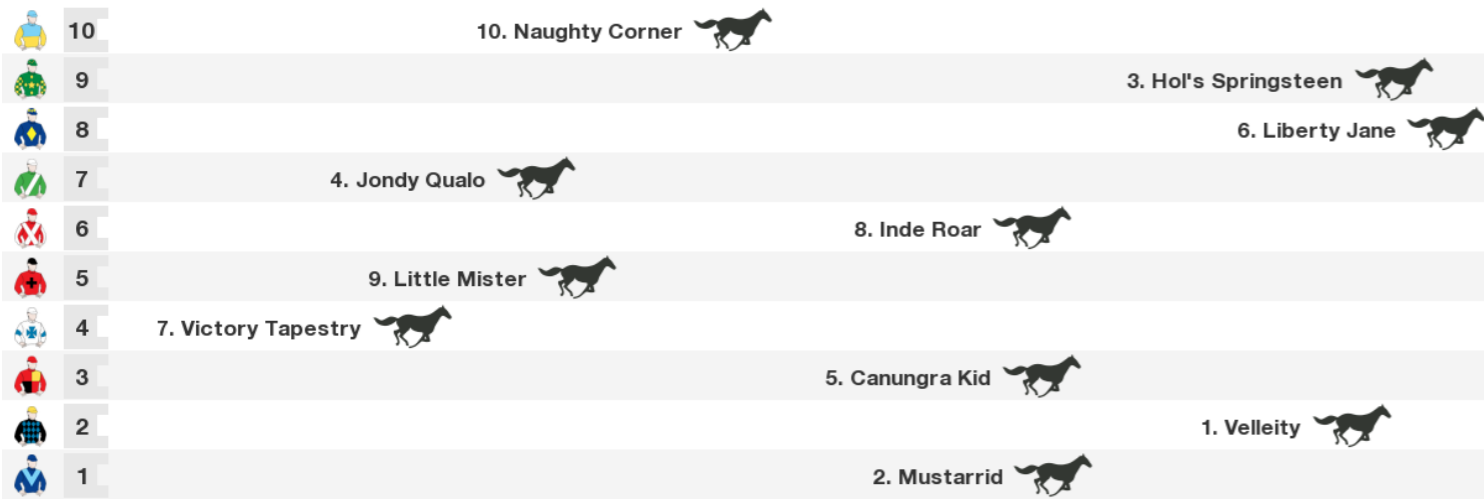 10 10. Naughty Corner
9 3. Hol's Springsteen
8 6. Liberty Jane
7 4. Jondy Qualo
6 8. Inde Roar
5 9. Little Mister
4 7. Victory Tapestry
3 5. Canungra Kid
2 1. Velleity
1 2. Mustarrid